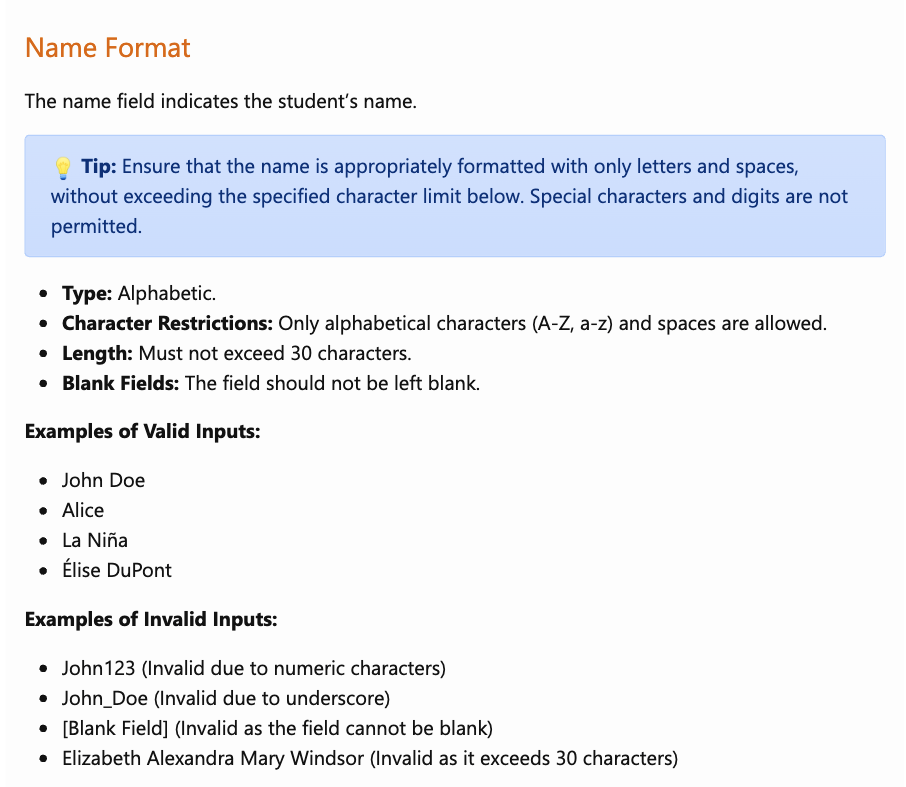 Name Format
The name field indicates the student’s name.
💡 Tip: Ensure that the name is appropriately formatted with only letters and spaces,
without exceeding the specified character limit below. Special characters and digits are not
permitted.
• Type: Alphabetic.
• Character Restrictions: Only alphabetical characters (A-Z, a-z) and spaces are allowed.
• Length: Must not exceed 30 characters.
• Blank Fields: The field should not be left blank.
Examples of Valid Inputs:
• John Doe
• Alice
• La Niña
• Élise DuPont
Examples of Invalid Inputs:
• John123 (Invalid due to numeric characters)
• John_Doe (Invalid due to underscore)
• [Blank Field] (Invalid as the field cannot be blank)
• Elizabeth Alexandra Mary Windsor (Invalid as it exceeds 30 characters)